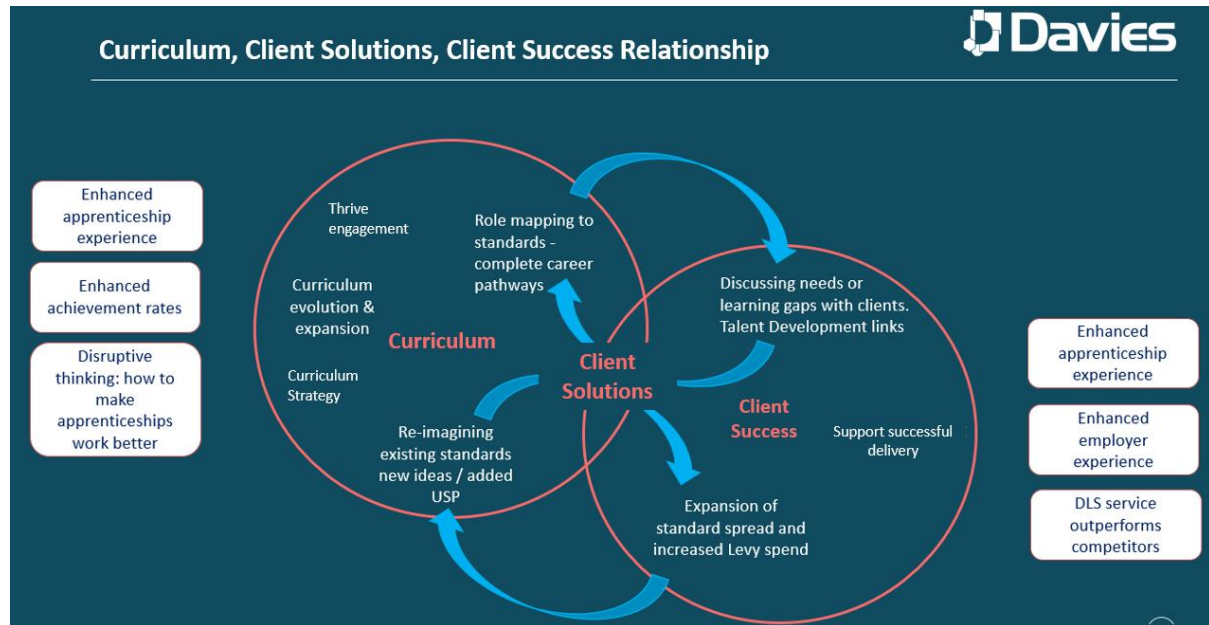 Curriculum, Client Solutions, Client Success Relationship
Davies
Enhanced
apprenticeship
experience
Enhanced
achievement rates
Disruptive
thinking: how to
make
apprenticeships
work better
Thrive
engagement
Role mapping to
standards -
complete career
pathways
Curriculum
evolution &
expansion
Curriculum
Curriculum
Strategy
Re-imagining
existing standards
new ideas / added
USP
Client
Solutions
Discussing needs or
learning gaps with clients.
Talent Development links
Client
Success
Support successful
delivery
Expansion of
standard spread and
increased Levy spend
Enhanced
apprenticeship
experience
Enhanced
employer
experience
DLS service
outperforms
competitors